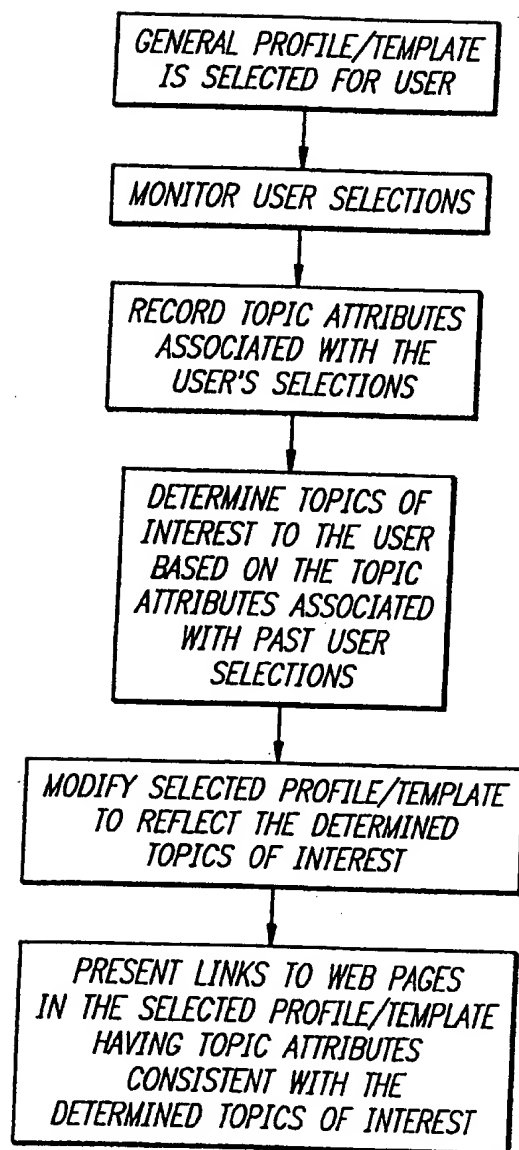 GENERAL PROFILE/TEMPLATE
IS SELECTED FOR USER
MONITOR USER SELECTIONS
RECORD TOPIC ATTRIBUTES
ASSOCIATED WITH THE
USER'S SELECTIONS
DETERMINE TOPICS OF
INTEREST TO THE USER
BASED ON THE TOPIC
ATTRIBUTES ASSOCIATED
WITH PAST USER
SELECTIONS
MODIFY SELECTED PROFILE/TEMPLATE
TO REFLECT THE DETERMINED
TOPICS OF INTEREST
PRESENT LINKS TO WEB PAGES
IN THE SELECTED PROFILE/TEMPLATE
HAVING TOPIC ATTRIBUTES
CONSISTENT WITH THE
DETERMINED TOPICS OF INTEREST